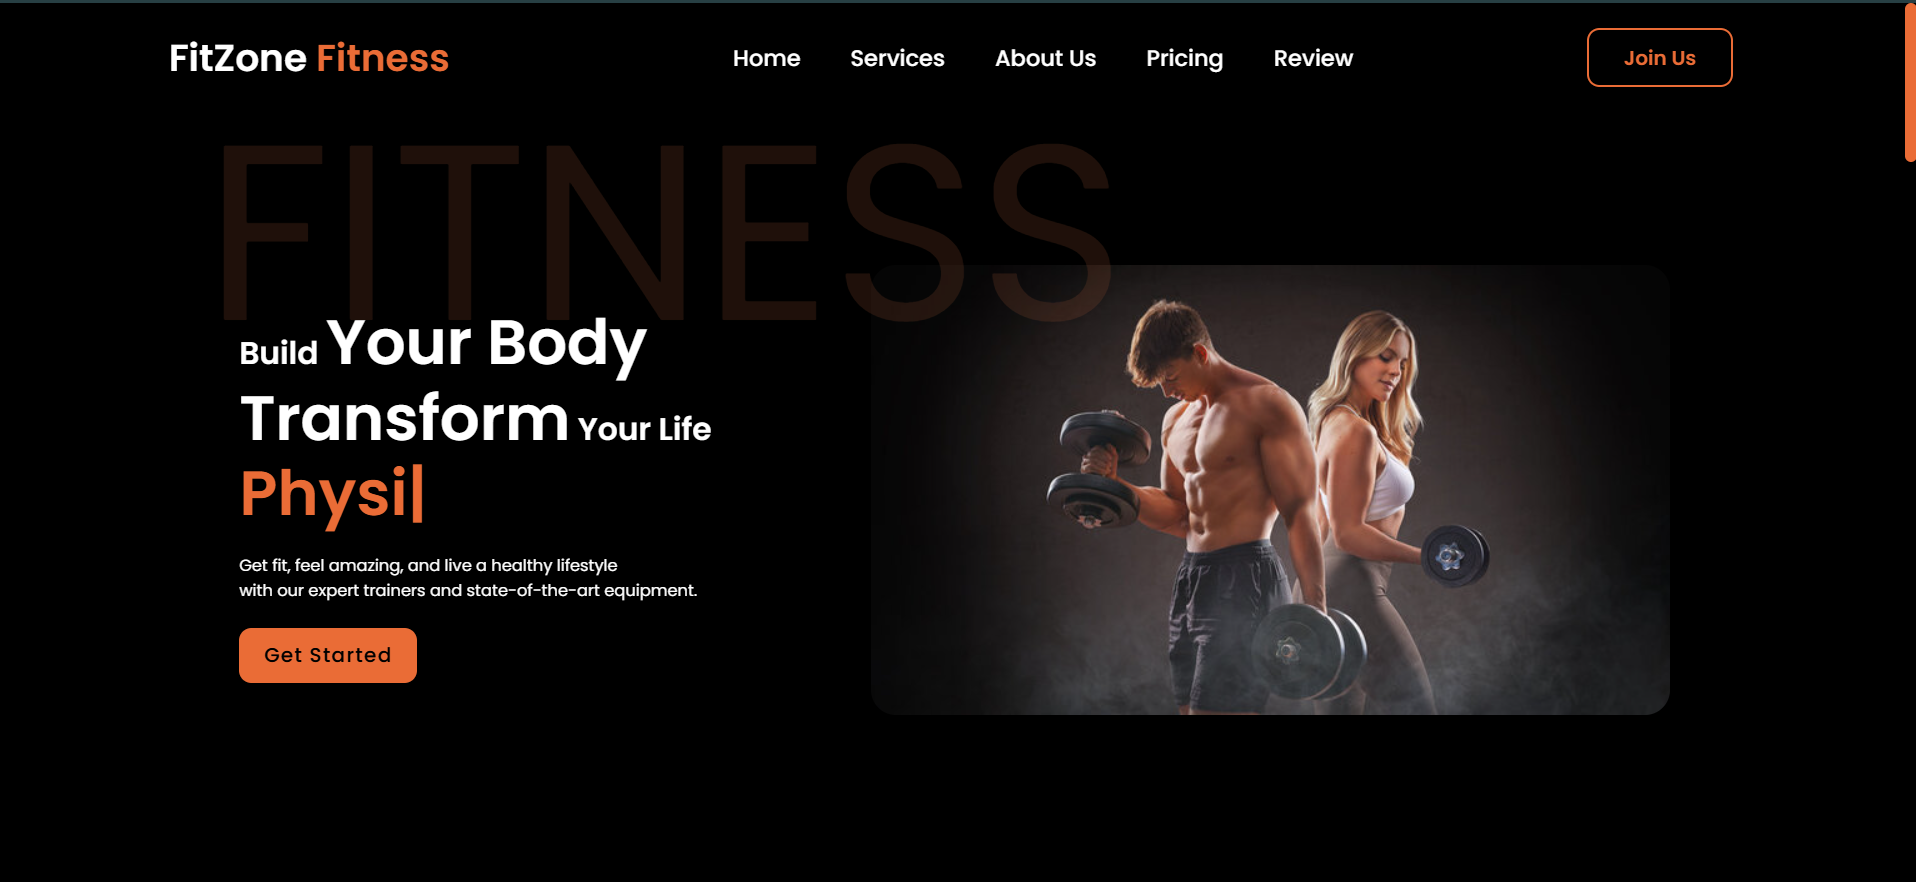 FitZone Fitness
Home
Services
About Us
Pricing
Review
Join Us
FITNESS
Build Your Body
Transform Your Life
Physi|
Get fit, feel amazing, and live a healthy lifestyle
with our expert trainers and state-of-the-art equipment.
Get Started